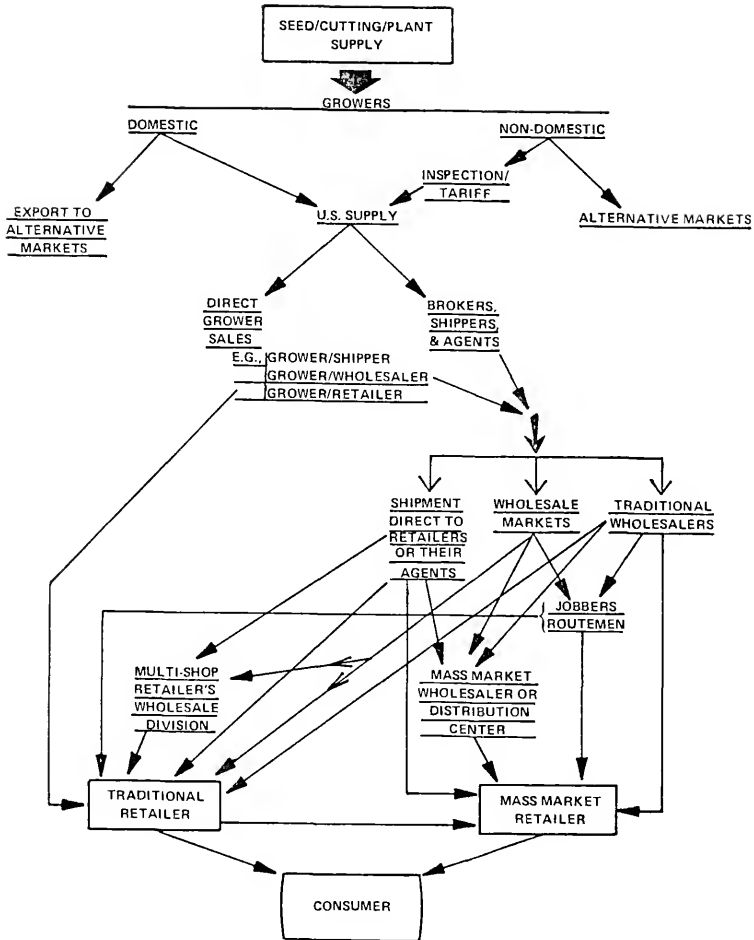 SEED/CUTTING/PLANT
SUPPLY
GROWERS
DOMESTIC
NON-DOMESTIC
INSPECTION/
TARIFF
EXPORT TO
ALTERNATIVE
MARKETS
U.S. SUPPLY
ALTERNATIVE MARKETS
DIRECT
GROWER
SALES
E.G., GROWER/SHIPPER
GROWER/WHOLESALER
GROWER/RETAILER
BROKERS,
SHIPPERS,
& AGENTS
SHIPMENT
DIRECT TO
RETAILERS
OR THEIR
AGENTS
WHOLESALE
MARKETS
TRADITIONAL
WHOLESALERS
JOBBERS
ROUTEMEN
MULTI-SHOP
RETAILER'S
WHOLESALE
DIVISION
MASS MARKET
WHOLESALER OR
DISTRIBUTION
CENTER
TRADITIONAL
RETAILER
MASS MARKET
RETAILER
CONSUMER